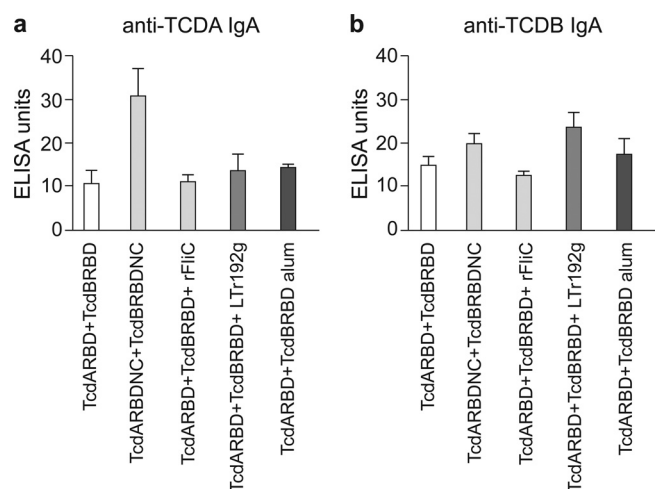 a
anti-TCDA IgA
ELISA units
40
30
20
10
0
TcdARBD+TcdBRBD
TcdARBDNC+TcdBRBDNC
TcdARBD+TcdBRBD+ rFliC
TcdARBD+TcdBRBD+ LTr192g
TcdARBD+TcdBRBD alum
b
anti-TCDB IgA
ELISA units
40
30
20
10
0
TcdARBD+TcdBRBD
TcdARBDNC+TcdBRBDNC
TcdARBD+TcdBRBD+ rFliC
TcdARBD+TcdBRBD+ LTr192g
TcdARBD+TcdBRBD alum